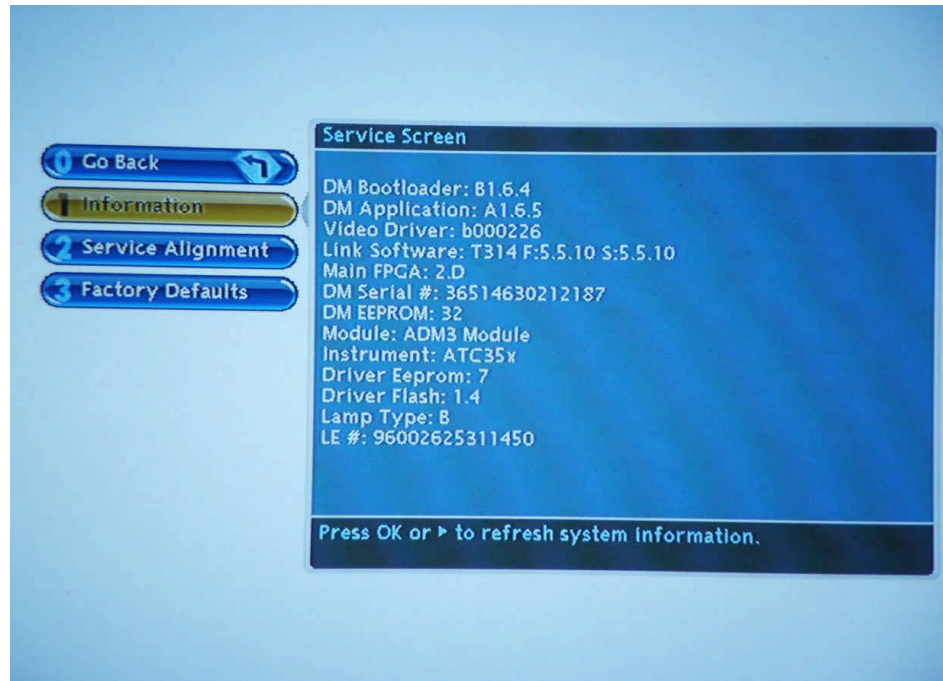 0 Go Back
1 Information
2 Service Alignment
3 Factory Defaults
Service Screen
DM Bootloader: B1.6.4
DM Application: A1.6.5
Video Driver: b000226
Link Software: T314 F:5.5.10 S:5.5.10
Main FPGA: 2.D
DM Serial #: 36514630212187
DM EEPROM: 32
Module: ADM3 Module
Instrument: ATC35x
Driver Eeprom: 7
Driver Flash: 1.4
Lamp Type: B
LE #: 96002625311450
Press OK or ▶ to refresh system information.